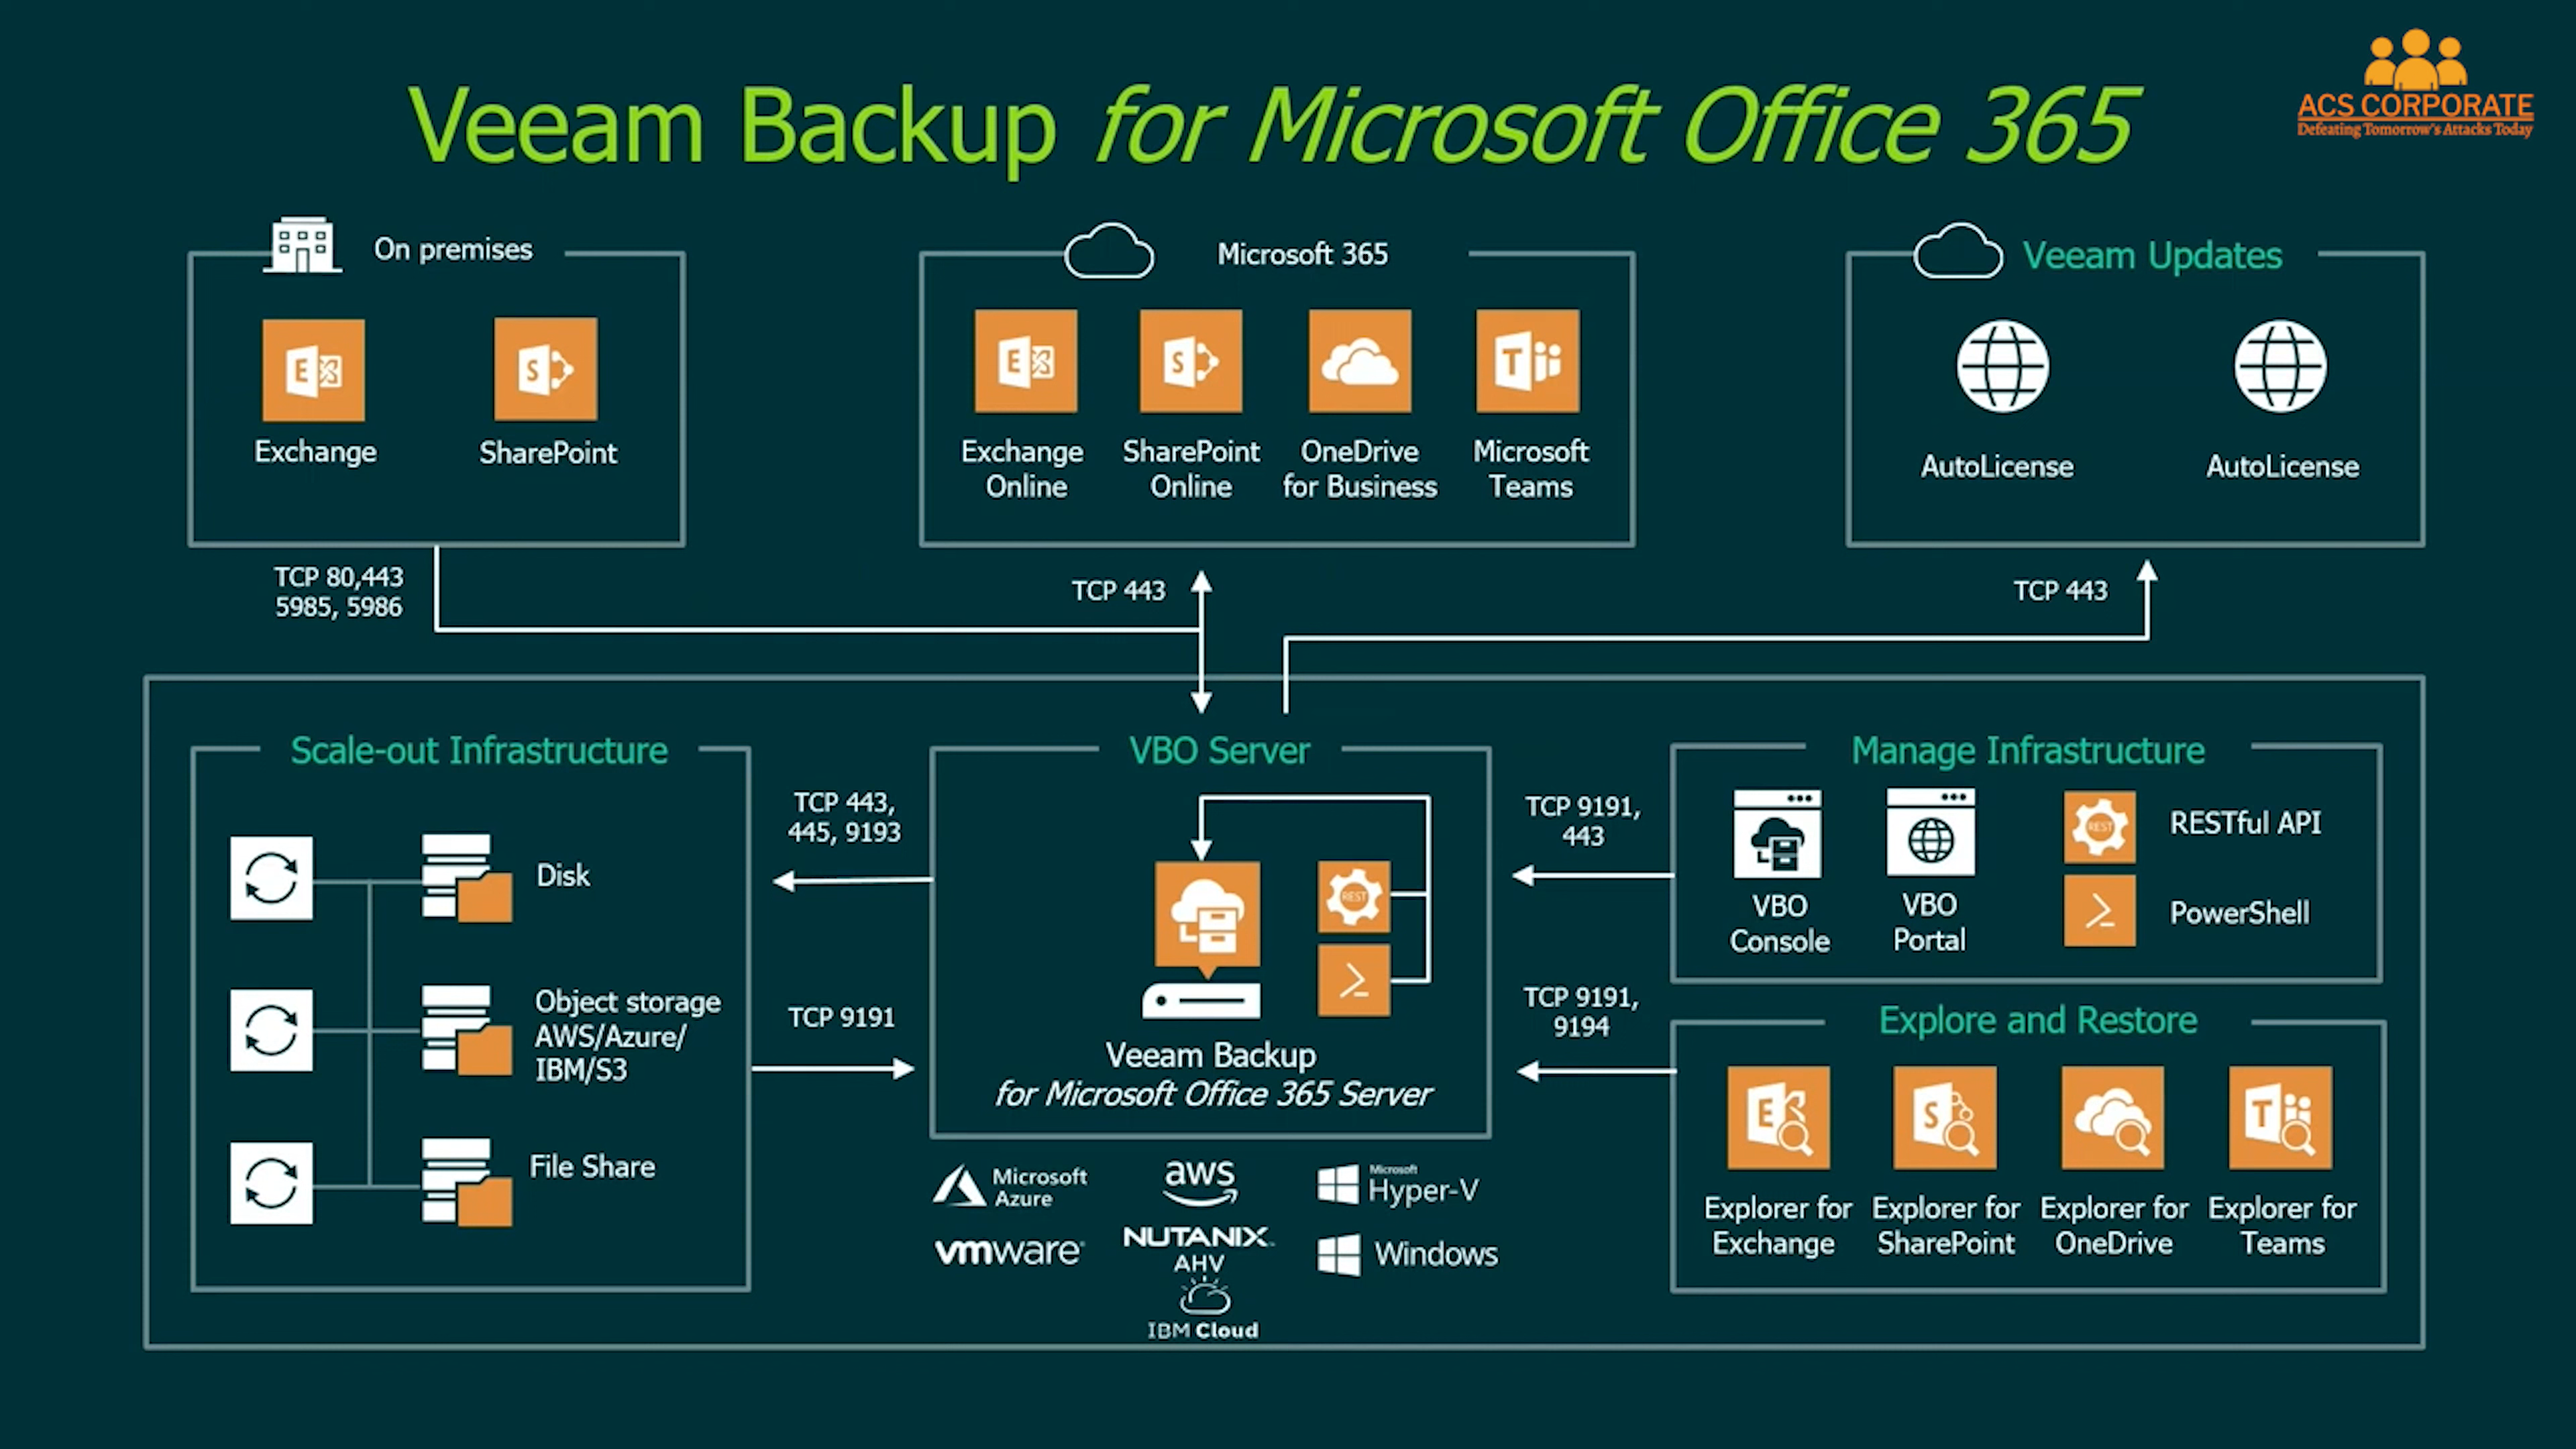 Veeam Backup for Microsoft Office 365
ACS CORPORATE
Defeating Tomorrow's Attacks Today
On premises
Exchange
SharePoint
Microsoft 365
Exchange
Online
SharePoint
Online
OneDrive
for Business
Microsoft
Teams
Veeam Updates
AutoLicense
AutoLicense
TCP 80,443
5985, 5986
TCP 443
TCP 443
Scale-out Infrastructure
Disk
Object storage
AWS/Azure/
IBM/S3
File Share
TCP 443,
445, 9193
TCP 9191
VBO Server
REST
Veeam Backup
for Microsoft Office 365 Server
Microsoft
Azure
aws
Microsoft
Hyper-V
vmware
NUTANIX
AHV
Windows
IBM Cloud
TCP 9191,
443
TCP 9191,
9194
Manage Infrastructure
VBO
Console
VBO
Portal
REST
RESTful API
PowerShell
Explore and Restore
Explorer for
Exchange
Explorer for
SharePoint
Explorer for
OneDrive
Explorer for
Teams